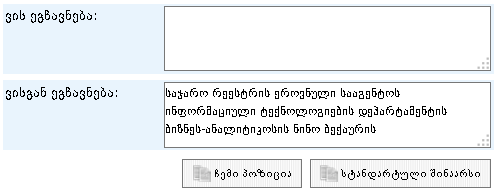 ვის ეგზავნება:
ვისგან ეგზავნება:
საჯარო რეესტრის ეროვნული სააგენტოს
ინფორმაციული ტექნოლოგიების დეპარტამენტის
ბიზნეს-ანალიტიკოსის ნინო ბექაურის
ჩემი პოზიცია
სტანდარტული შინაარსი